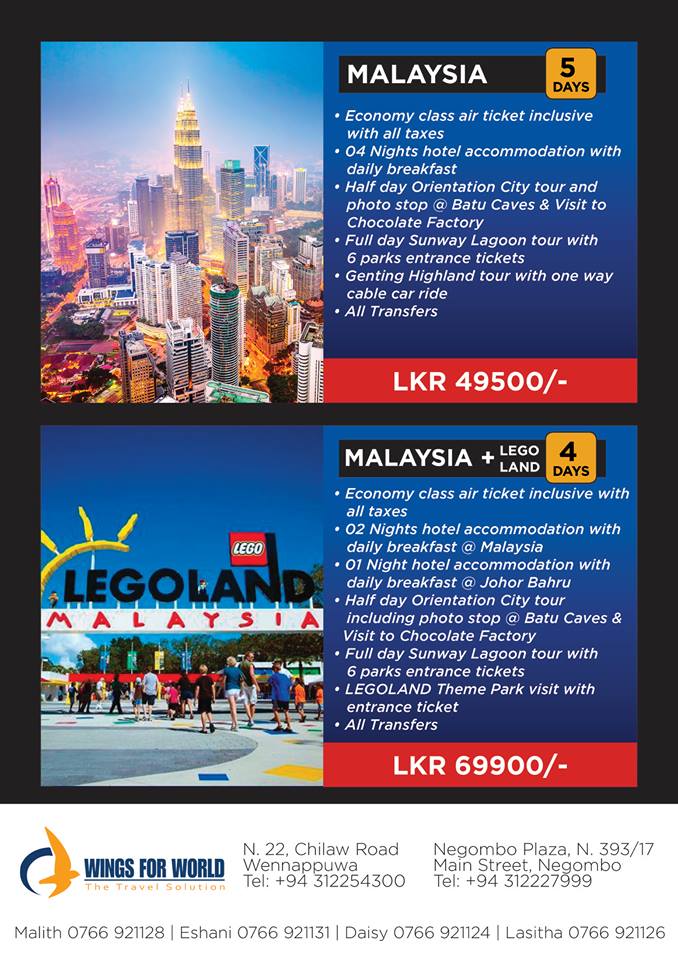 MALAYSIA
5
DAYS
• Economy class air ticket inclusive
with all taxes
• 04 Nights hotel accommodation with
daily breakfast
• Half day Orientation City tour and
photo stop @ Batu Caves & Visit to
Chocolate Factory
• Full day Sunway Lagoon tour with
6 parks entrance tickets
• Genting Highland tour with one way
cable car ride
• All Transfers
LKR 49500/-
LEGO
LEGOLAND
MALAYSIA
MALAYSIA + LEGO
LAND
4
DAYS
• Economy class air ticket inclusive with
all taxes
• 02 Nights hotel accommodation with
daily breakfast @ Malaysia
• 01 Night hotel accommodation with
daily breakfast @ Johor Bahru
• Half day Orientation City tour
including photo stop @ Batu Caves &
Visit to Chocolate Factory
• Full day Sunway Lagoon tour with
6 parks entrance tickets
• LEGOLAND Theme Park visit with
entrance ticket
• All Transfers
LKR 69900/-
WINGS FOR WORLD
The Travel Solution
N. 22, Chilaw Road
Wennappuwa
Tel: +94 312254300
Negombo Plaza, N. 393/17
Main Street, Negombo
Tel: +94 312227999
Malith 0766 921128 | Eshani 0766 921131 | Daisy 0766 921124 | Lasitha 0766 921126